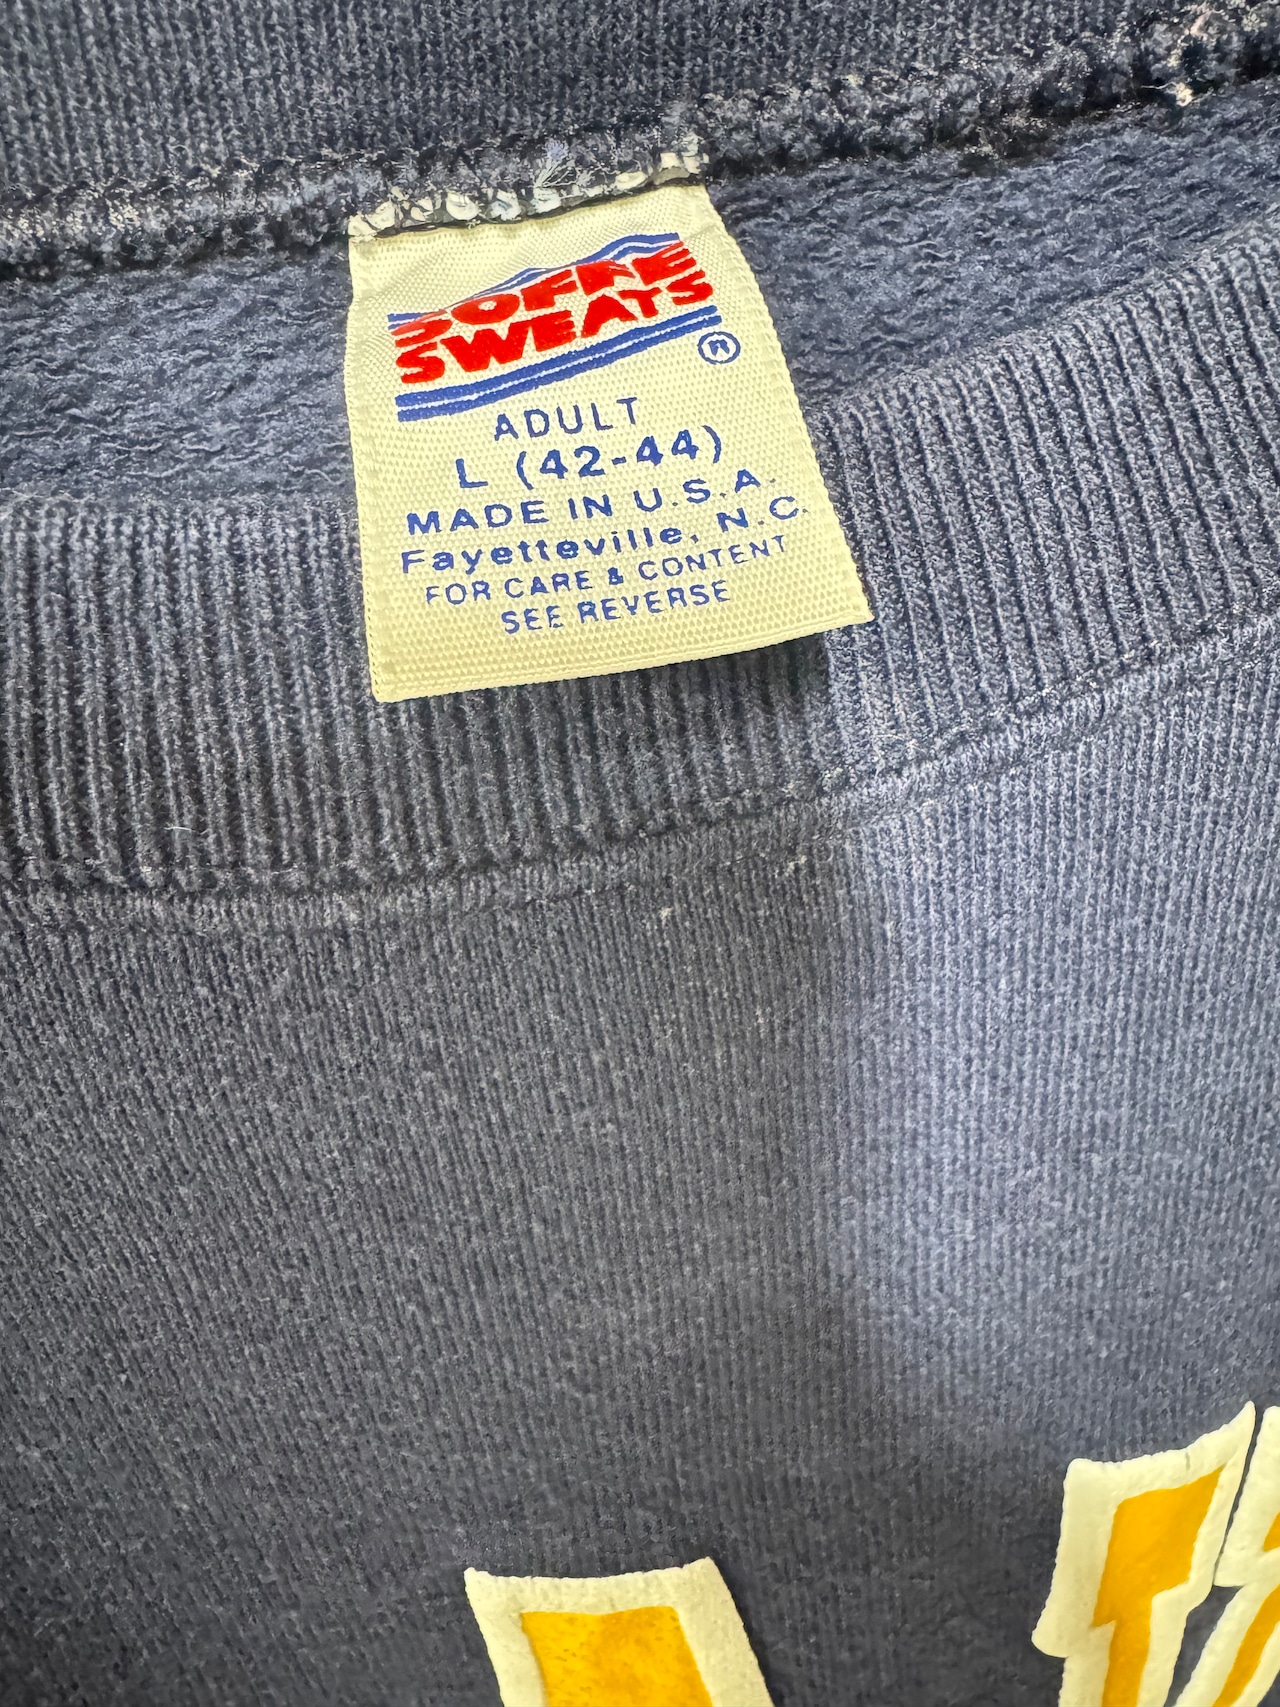 SOFFE
SWEATS
®
ADULT
L (42-44)
MADE IN U.S.A.
Fayetteville, N.C.
FOR CARE & CONTENT
SEE REVERSE